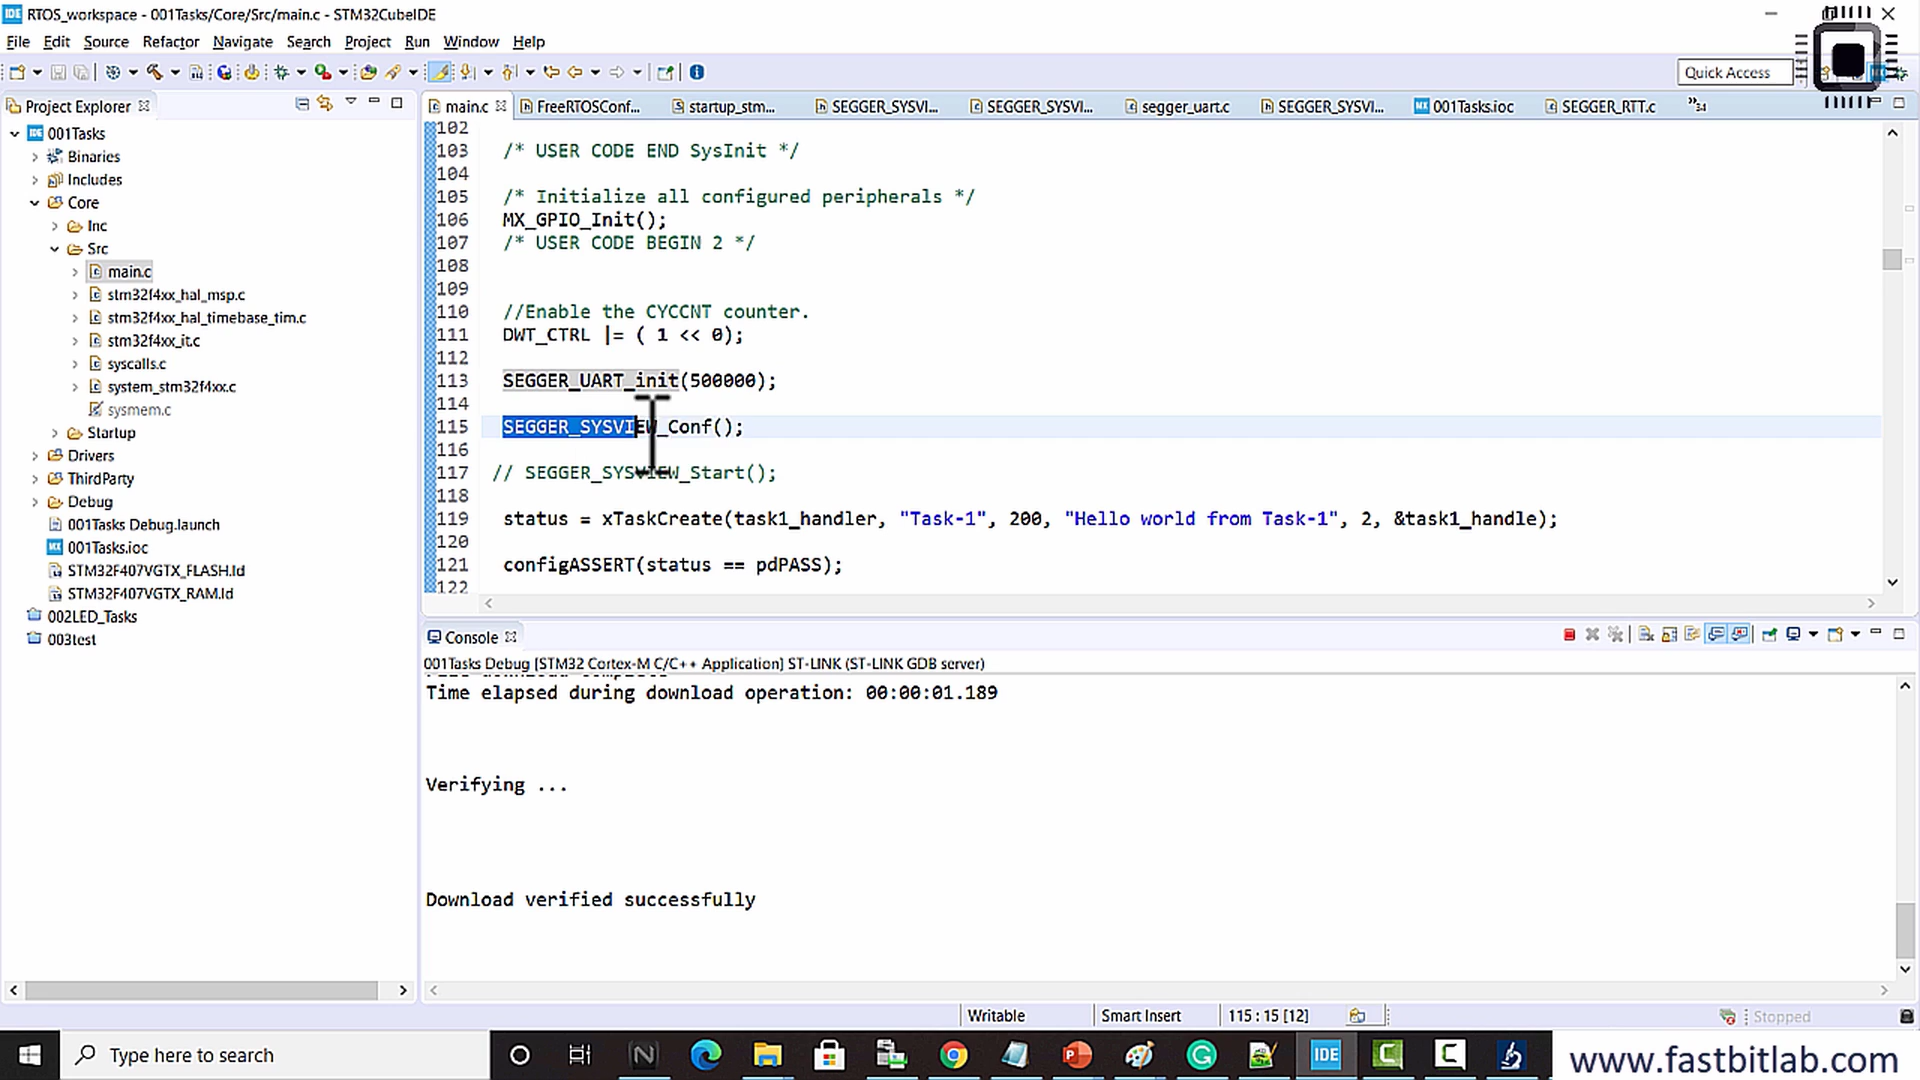 RTOS_workspace - 001Tasks/Core/Src/main.c - STM32CubeIDE
File Edit Source Refactor Navigate Search Project Run Window Help
Quick Access
Project Explorer
001Tasks
Binaries
Includes
Core
Inc
Src
main.c
stm32f4xx_hal_msp.c
stm32f4xx_hal_timebase_tim.c
stm32f4xx_it.c
syscalls.c
system_stm32f4xx.c
sysmem.c
Startup
Drivers
ThirdParty
Debug
001Tasks Debug.launch
001Tasks.ioc
STM32F407VGTX_FLASH.ld
STM32F407VGTX_RAM.ld
002LED_Tasks
003test
main.c FreeRTOSConf... startup_stm... SEGGER_SYSVI... SEGGER_SYSVI... segger_uart.c SEGGER_SYSVI... 001Tasks.ioc SEGGER_RTT.c
102
103 /* USER CODE END SysInit */
104
105 /* Initialize all configured peripherals */
106 MX_GPIO_Init();
107 /* USER CODE BEGIN 2 */
108
109
110 //Enable the CYCCNT counter.
111 DWT_CTRL |= ( 1 << 0);
112
113 SEGGER_UART_init(500000);
114
115 SEGGER_SYSVIEW_Conf();
116
117 // SEGGER_SYSVIEW_Start();
118
119 status = xTaskCreate(task1_handler, "Task-1", 200, "Hello world from Task-1", 2, &task1_handle);
120
121 configASSERT(status == pdPASS);
122
Console
001Tasks Debug [STM32 Cortex-M C/C++ Application] ST-LINK (ST-LINK GDB server)
Time elapsed during download operation: 00:00:01.189
Verifying ...
Download verified successfully
Writable Smart Insert 115 : 15 [12] Stopped
Type here to search
IDE
www.fastbitlab.com